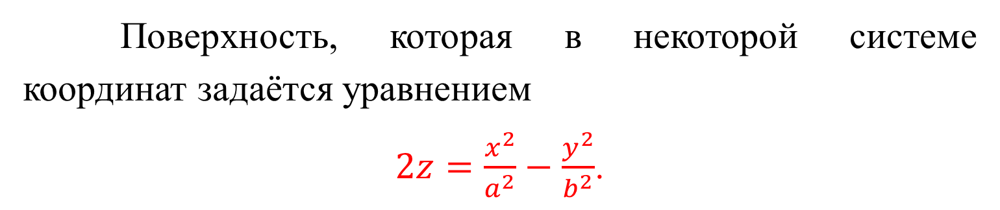 Поверхность, которая в некоторой системе
координат задаётся уравнением
2z = x²/a² − y²/b².